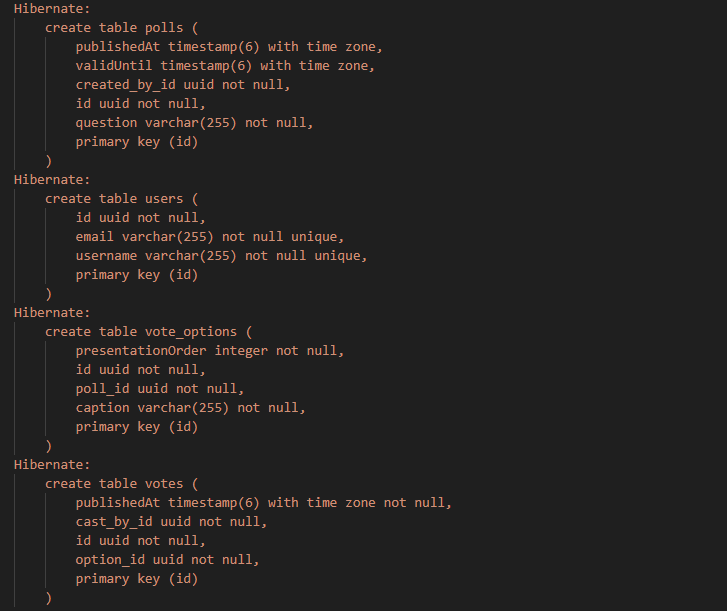 Hibernate:
    create table polls (
        publishedAt timestamp(6) with time zone,
        validUntil timestamp(6) with time zone,
        created_by_id uuid not null,
        id uuid not null,
        question varchar(255) not null,
        primary key (id)
    )
Hibernate:
    create table users (
        id uuid not null,
        email varchar(255) not null unique,
        username varchar(255) not null unique,
        primary key (id)
    )
Hibernate:
    create table vote_options (
        presentationOrder integer not null,
        id uuid not null,
        poll_id uuid not null,
        caption varchar(255) not null,
        primary key (id)
    )
Hibernate:
    create table votes (
        publishedAt timestamp(6) with time zone not null,
        cast_by_id uuid not null,
        id uuid not null,
        option_id uuid not null,
        primary key (id)
    )